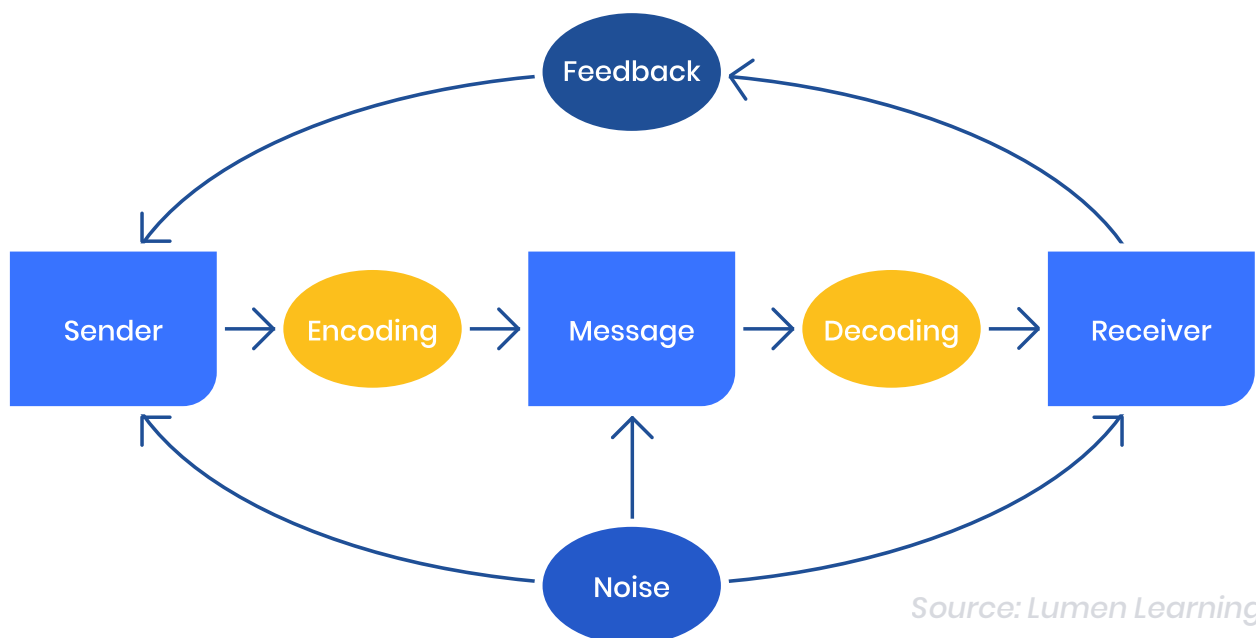 Feedback
Sender
Encoding
Message
Decoding
Receiver
Noise
Source: Lumen Learning